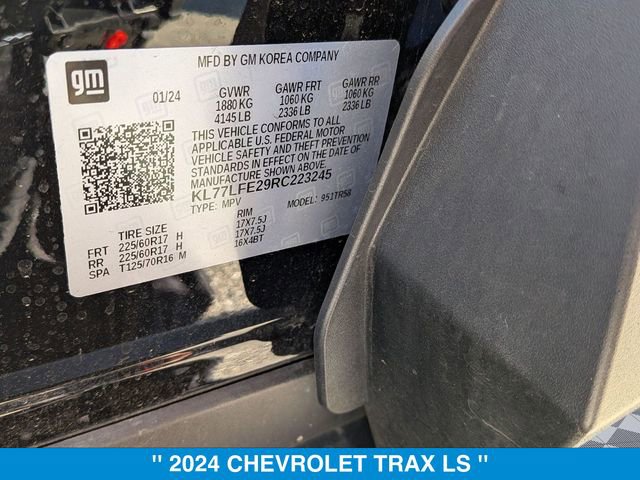 MFD BY GM KOREA COMPANY
gm
01/24
GVWR GAWR FRT GAWR RR
1880 KG 1060 KG 1060 KG
4145 LB 2336 LB 2336 LB
THIS VEHICLE CONFORMS TO ALL
APPLICABLE U.S. FEDERAL MOTOR
VEHICLE SAFETY AND THEFT PREVENTION
STANDARDS IN EFFECT ON THE DATE OF
MANUFACTURE SHOWN ABOVE.
KL77LFE29RC223245
TYPE: MPV MODEL: 951TR58
TIRE SIZE RIM
FRT 225/60R17 H 17X7.5J
RR 225/60R17 H 17X7.5J
SPA T125/70R16 M 16X4BT
" 2024 CHEVROLET TRAX LS "